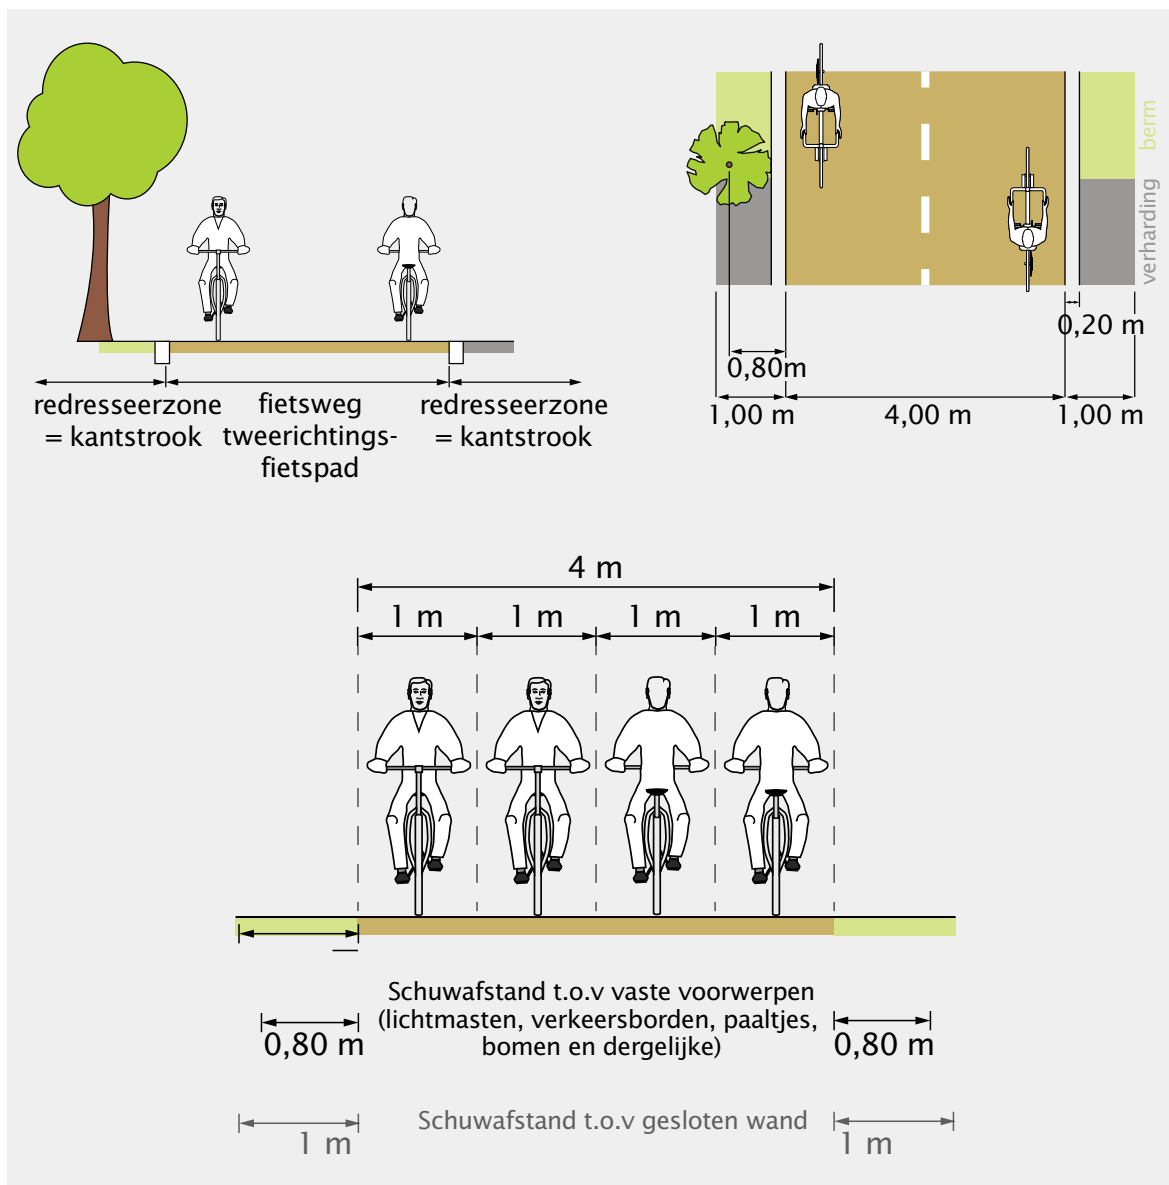 redresseerzone
= kantstrook
fietsweg
tweerichtings-
fietspad
redresseerzone
= kantstrook
berm
verharding
0,20 m
0,80m
1,00 m
4,00 m
1,00 m
4 m
1 m
1 m
1 m
1 m
Schuwafstand t.o.v vaste voorwerpen
(lichtmasten, verkeersborden, paaltjes,
bomen en dergelijke)
0,80 m
0,80 m
Schuwafstand t.o.v gesloten wand
1 m
1 m